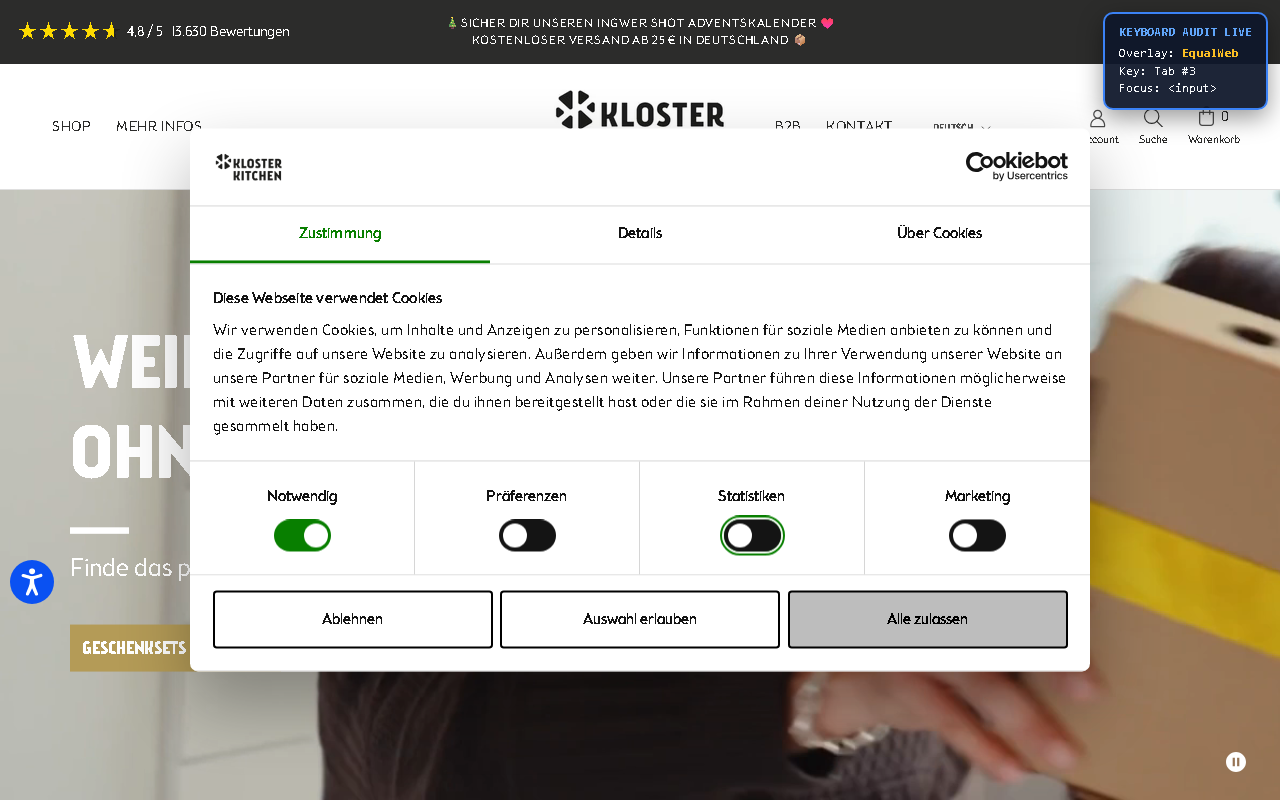 4,8 / 5 13.630 Bewertungen
🎄SICHER DIR UNSEREN INGWER SHOT ADVENTSKALENDER ❤️
KOSTENLOSER VERSAND AB 25 € IN DEUTSCHLAND 📦
KEYBOARD AUDIT LIVE
Overlay: EqualWeb
Key: Tab #3
Focus: <input>
SHOP
MEHR INFOS
KLOSTER
B2B
KONTAKT
DEUTSCH
ccount
Suche
0
Warenkorb
KLOSTER
KITCHEN
Cookiebot
by Usercentrics
Zustimmung
Details
Über Cookies
Diese Webseite verwendet Cookies
Wir verwenden Cookies, um Inhalte und Anzeigen zu personalisieren, Funktionen für soziale Medien anbieten zu können und
die Zugriffe auf unsere Website zu analysieren. Außerdem geben wir Informationen zu Ihrer Verwendung unserer Website an
unsere Partner für soziale Medien, Werbung und Analysen weiter. Unsere Partner führen diese Informationen möglicherweise
mit weiteren Daten zusammen, die du ihnen bereitgestellt hast oder die sie im Rahmen deiner Nutzung der Dienste
gesammelt haben.
Notwendig
Präferenzen
Statistiken
Marketing
Ablehnen
Auswahl erlauben
Alle zulassen
OHN
Finde das p
GESCHENKSETS